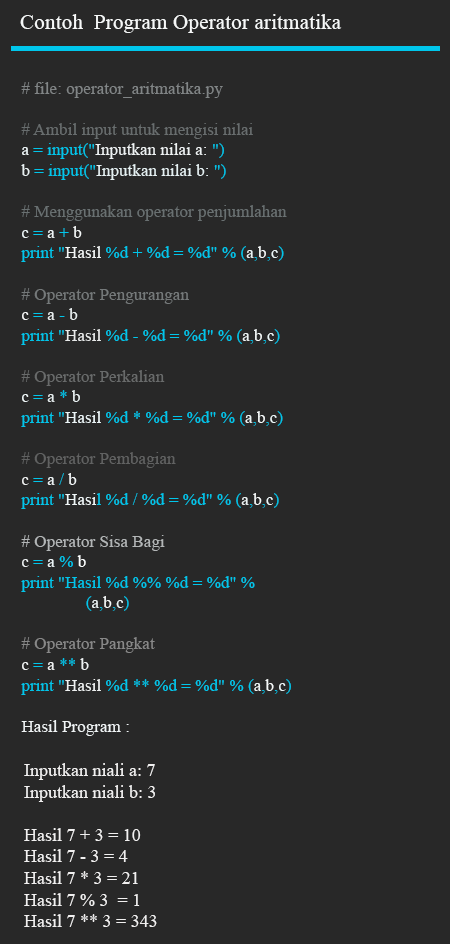 Contoh  Program Operator aritmatika
# file: operator_aritmatika.py
# Ambil input untuk mengisi nilai
a = input("Inputkan nilai a: ")
b = input("Inputkan nilai b: ")
# Menggunakan operator penjumlahan
c = a + b
print "Hasil %d + %d = %d" % (a,b,c)
# Operator Pengurangan
c = a - b
print "Hasil %d - %d = %d" % (a,b,c)
# Operator Perkalian
c = a * b
print "Hasil %d * %d = %d" % (a,b,c)
# Operator Pembagian
c = a / b
print "Hasil %d / %d = %d" % (a,b,c)
# Operator Sisa Bagi
c = a % b
print "Hasil %d %% %d = %d" %
(a,b,c)
# Operator Pangkat
c = a ** b
print "Hasil %d ** %d = %d" % (a,b,c)
Hasil Program :
Inputkan niali a: 7
Inputkan niali b: 3
Hasil 7 + 3 = 10
Hasil 7 - 3 = 4
Hasil 7 * 3 = 21
Hasil 7 % 3  = 1
Hasil 7 ** 3 = 343